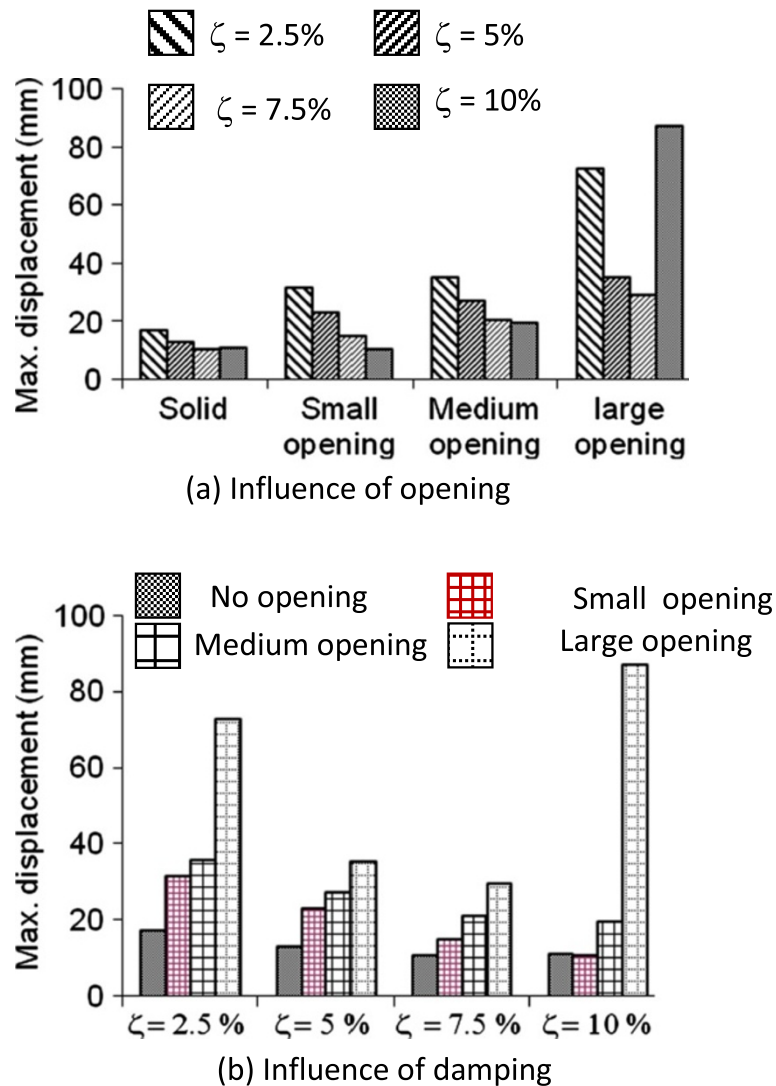 ζ = 2.5%
ζ = 5%
ζ = 7.5%
ζ = 10%
Max. displacement (mm)
100
80
60
40
20
0
Solid
Small
opening
Medium
opening
large
opening
(a) Influence of opening
No opening
Small opening
Medium opening
Large opening
Max. displacement (mm)
100
80
60
40
20
0
ζ= 2.5 %
ζ= 5 %
ζ = 7.5 %
ζ= 10 %
(b) Influence of damping